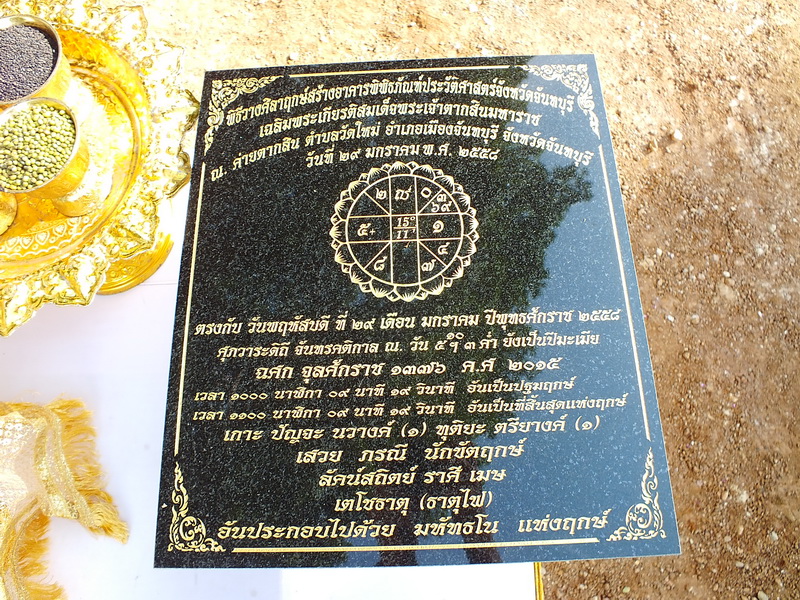 พิธีวางศิลาฤกษ์สร้างอาคารพิพิธภัณฑ์ประวัติศาสตร์จังหวัดจันทบุรี
เฉลิมพระเกียรติสมเด็จพระเจ้าตากสินมหาราช
ณ. ค่ายตากสิน ตำบลวัดใหม่ อำเภอเมืองจันทบุรี จังหวัดจันทบุรี
วันที่ ๒๙ มกราคม พ.ศ. ๒๕๕๘
๒ ๗ ๐ ๓
๖ ๙
๕+ 15° ๑
11'
๘ ๗ ๔
ตรงกับ วันพฤหัสบดี ที่ ๒๙ เดือน มกราคม ปีพุทธศักราช ๒๕๕๘
ศุภวาระดิถี จันทรคติกาล ณ. วัน ๕ ๓ ค่ำ ยังเป็นปีมะเมีย
ฉศก จุลศักราช ๑๓๗๖ ค.ศ ๒๐๑๕
เวลา ๑๐๐๐ นาฬิกา ๐๙ นาที ๑๙ วินาที อันเป็นปฐมฤกษ์
เวลา ๑๑๐๐ นาฬิกา ๐๙ นาที ๑๙ วินาที อันเป็นที่สิ้นสุดแห่งฤกษ์
เกาะ ปัญจะ นวางค์ (๑) ทุติยะ ตรียางค์ (๑)
เสวย ภรณี นักขัตฤกษ์
ลัคน์สถิตย์ ราศี เมษ
เตโชธาตุ (ธาตุไฟ)
อันประกอบไปด้วย มหัทธโน แห่งฤกษ์